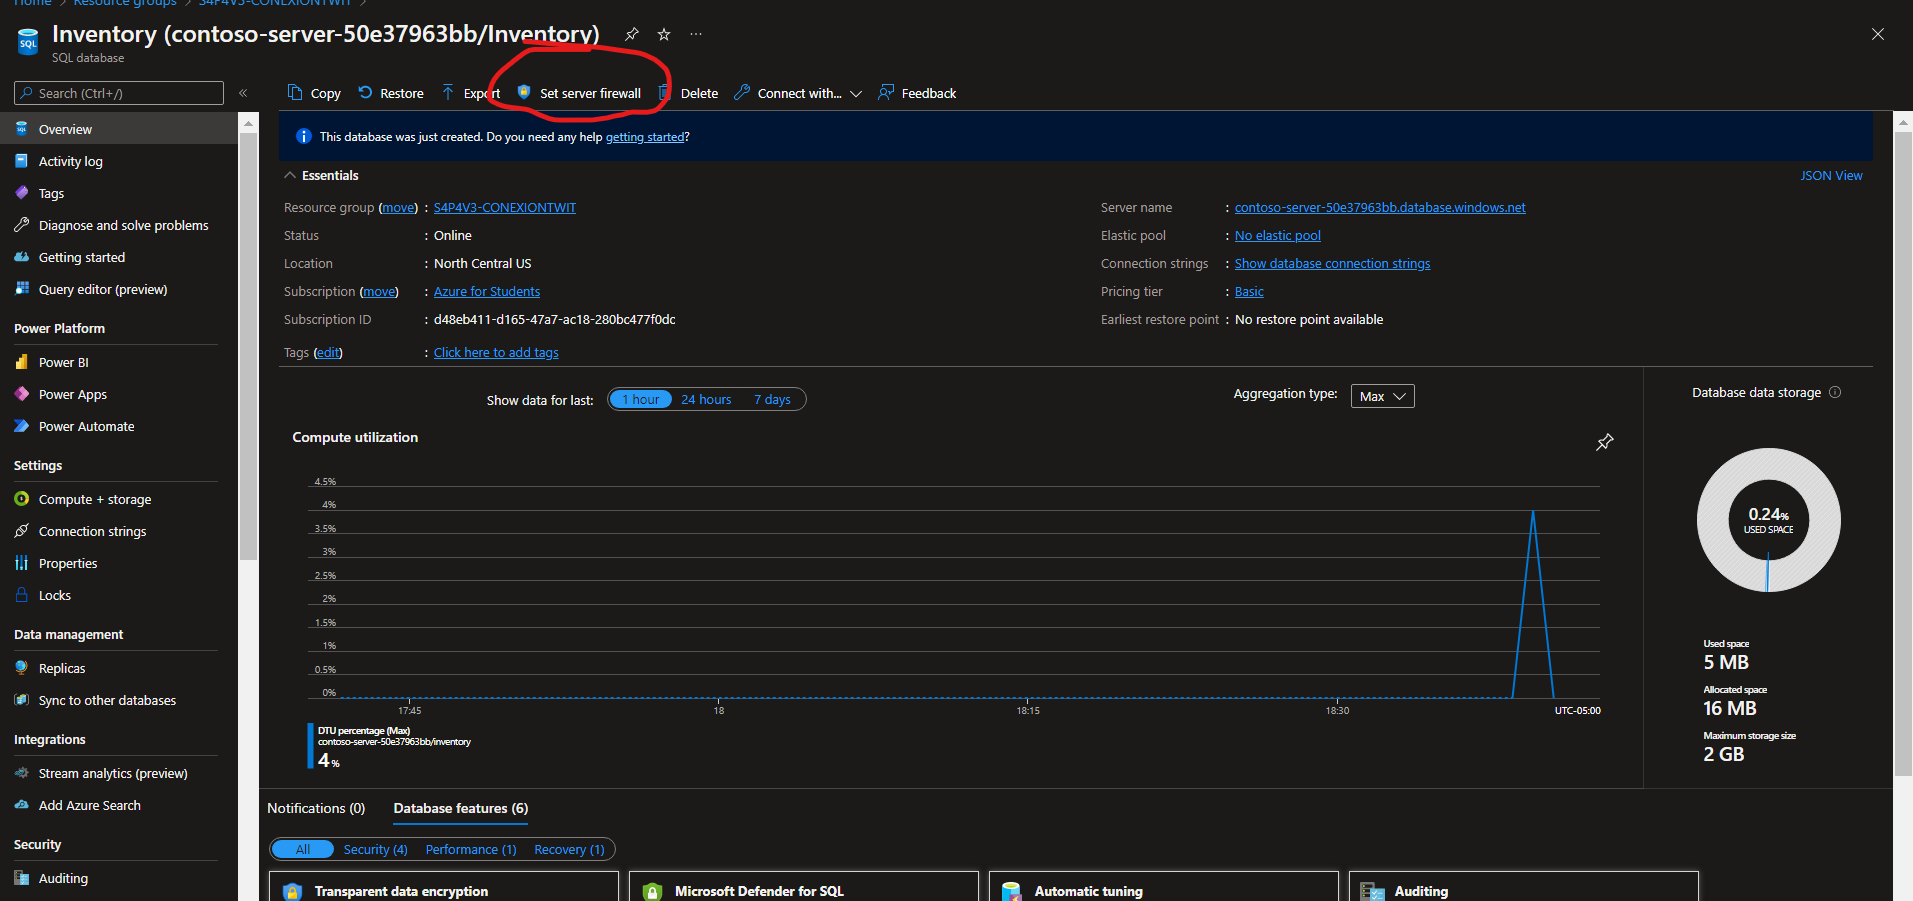 Home > Resource groups > S4P4V3-CONEXIONTWIT >
Inventory (contoso-server-50e37963bb/Inventory)
SQL
SQL database
Search (Ctrl+/)
«
Copy
Restore
Export
Set server firewall
Delete
Connect with...
Feedback
Overview
Activity log
Tags
Diagnose and solve problems
Getting started
Query editor (preview)
Power Platform
Power BI
Power Apps
Power Automate
Settings
Compute + storage
Connection strings
Properties
Locks
Data management
Replicas
Sync to other databases
Integrations
Stream analytics (preview)
Add Azure Search
Security
Auditing
This database was just created. Do you need any help getting started?
Essentials
JSON View
Resource group (move) : S4P4V3-CONEXIONTWIT
Status : Online
Location : North Central US
Subscription (move) : Azure for Students
Subscription ID : d48eb411-d165-47a7-ac18-280bc477f0dc
Tags (edit) : Click here to add tags
Server name : contoso-server-50e37963bb.database.windows.net
Elastic pool : No elastic pool
Connection strings : Show database connection strings
Pricing tier : Basic
Earliest restore point : No restore point available
Show data for last: 1 hour 24 hours 7 days
Aggregation type: Max
Compute utilization
4.5%
4%
3.5%
3%
2.5%
2%
1.5%
1%
0.5%
0%
17:45 18 18:15 18:30 UTC-05:00
DTU percentage (Max)
contoso-server-50e37963bb/inventory
4%
Database data storage
0.24%
USED SPACE
Used space
5 MB
Allocated space
16 MB
Maximum storage size
2 GB
Notifications (0) Database features (6)
All Security (4) Performance (1) Recovery (1)
Transparent data encryption
Microsoft Defender for SQL
Automatic tuning
Auditing